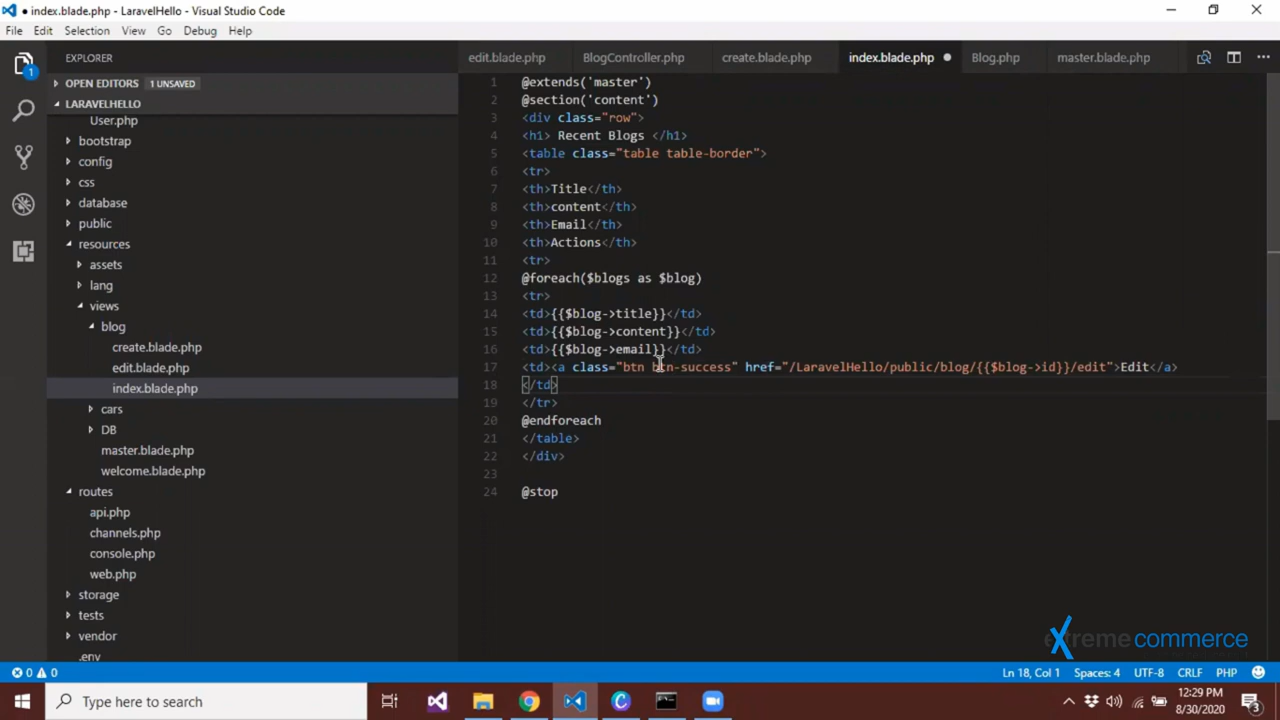 index.blade.php - LaravelHello - Visual Studio Code
File Edit Selection View Go Debug Help
EXPLORER
OPEN EDITORS 1 UNSAVED
LARAVELHELLO
User.php
bootstrap
config
css
database
public
resources
assets
lang
views
blog
create.blade.php
edit.blade.php
index.blade.php
cars
DB
master.blade.php
welcome.blade.php
routes
api.php
channels.php
console.php
web.php
storage
tests
vendor
.env
1
edit.blade.php BlogController.php create.blade.php index.blade.php Blog.php master.blade.php
1 @extends('master')
2 @section('content')
3 <div class="row">
4 <h1> Recent Blogs </h1>
5 <table class="table table-border">
6 <tr>
7 <th>Title</th>
8 <th>content</th>
9 <th>Email</th>
10 <th>Actions</th>
11 <tr>
12 @foreach($blogs as $blog)
13 <tr>
14 <td>{{$blog->title}}</td>
15 <td>{{$blog->content}}</td>
16 <td>{{$blog->email}}</td>
17 <td><a class="btn btn-success" href="/LaravelHello/public/blog/{{$blog->id}}/edit">Edit</a>
18 </td>
19 </tr>
20 @endforeach
21 </table>
22 </div>
23
24 @stop
extreme commerce
0 0 Ln 18, Col 1 Spaces: 4 UTF-8 CRLF PHP
Type here to search
12:29 PM
8/30/2020
3